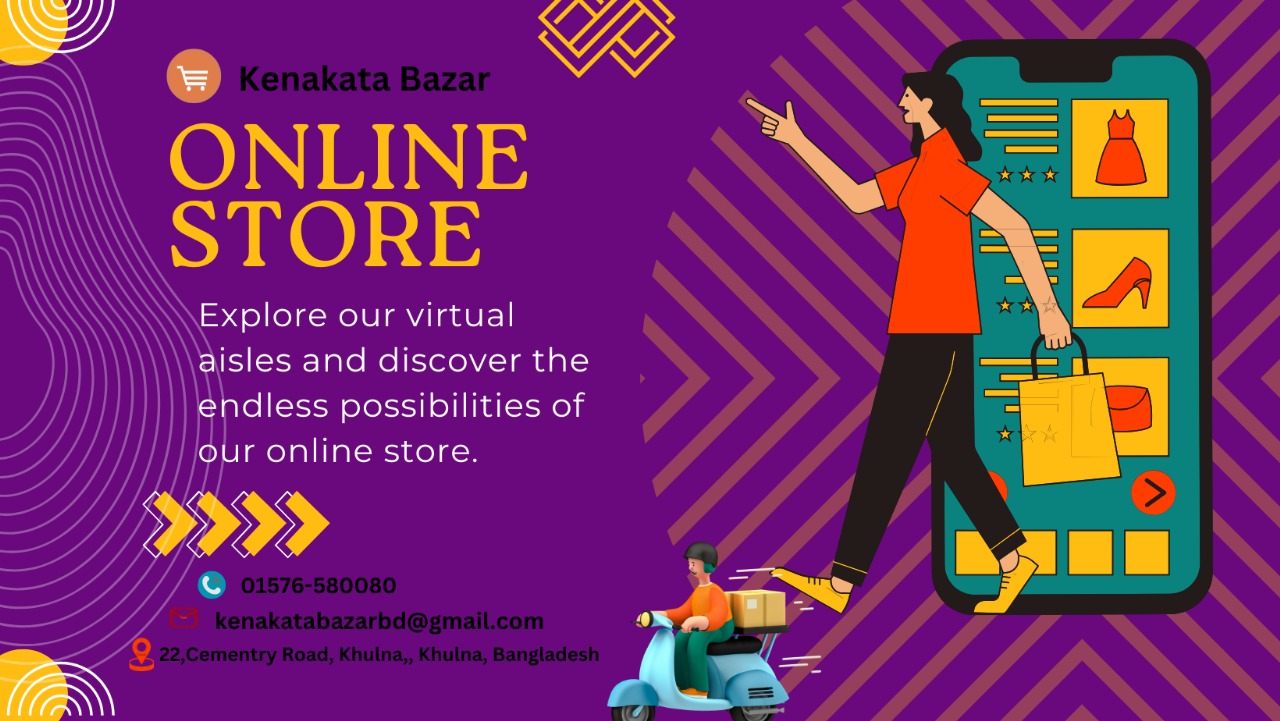 Kenakata Bazar
ONLINE
STORE
Explore our virtual
aisles and discover the
endless possibilities of
our online store.
01576-580080
kenakatabazarbd@gmail.com
22,Cementry Road, Khulna,, Khulna, Bangladesh